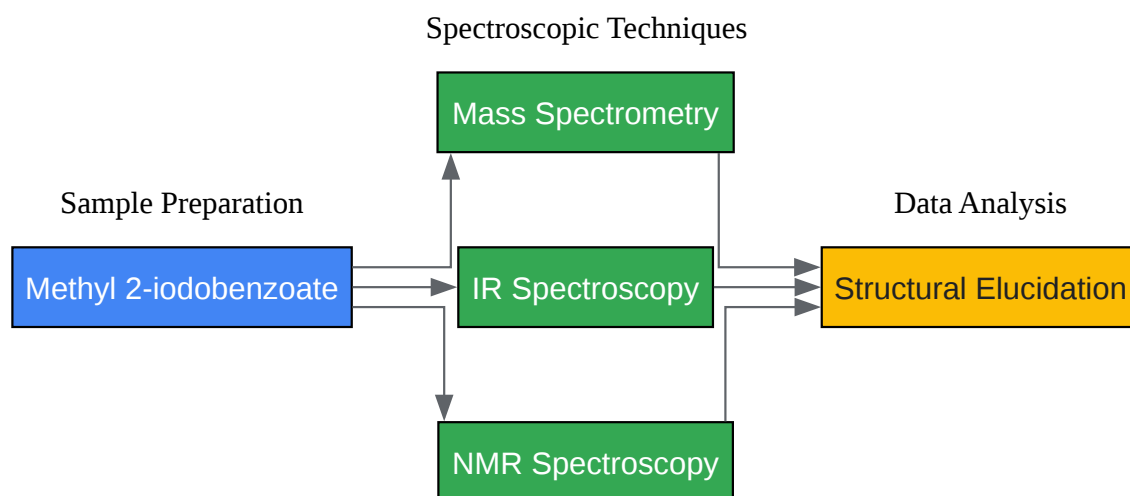 Spectroscopic Techniques
Mass Spectrometry
Sample Preparation
Data Analysis
Methyl 2-iodobenzoate
IR Spectroscopy
Structural Elucidation
NMR Spectroscopy